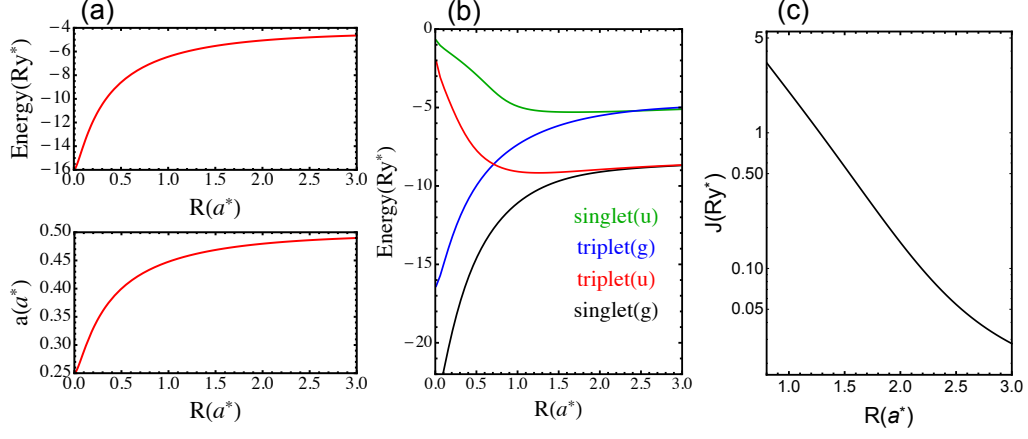 (a)
Energy(Ry*)
-4
-6
-8
-10
-12
-14
-16
0.0 0.5 1.0 1.5 2.0 2.5 3.0
R(a*)
a(a*)
0.50
0.45
0.40
0.35
0.30
0.25
0.0 0.5 1.0 1.5 2.0 2.5 3.0
R(a*)
(b)
Energy(Ry*)
0
-5
-10
-15
-20
singlet(u)
triplet(g)
triplet(u)
singlet(g)
0.0 0.5 1.0 1.5 2.0 2.5 3.0
R(a*)
(c)
J(Ry*)
5
1
0.50
0.10
0.05
1.0 1.5 2.0 2.5 3.0
R(a*)